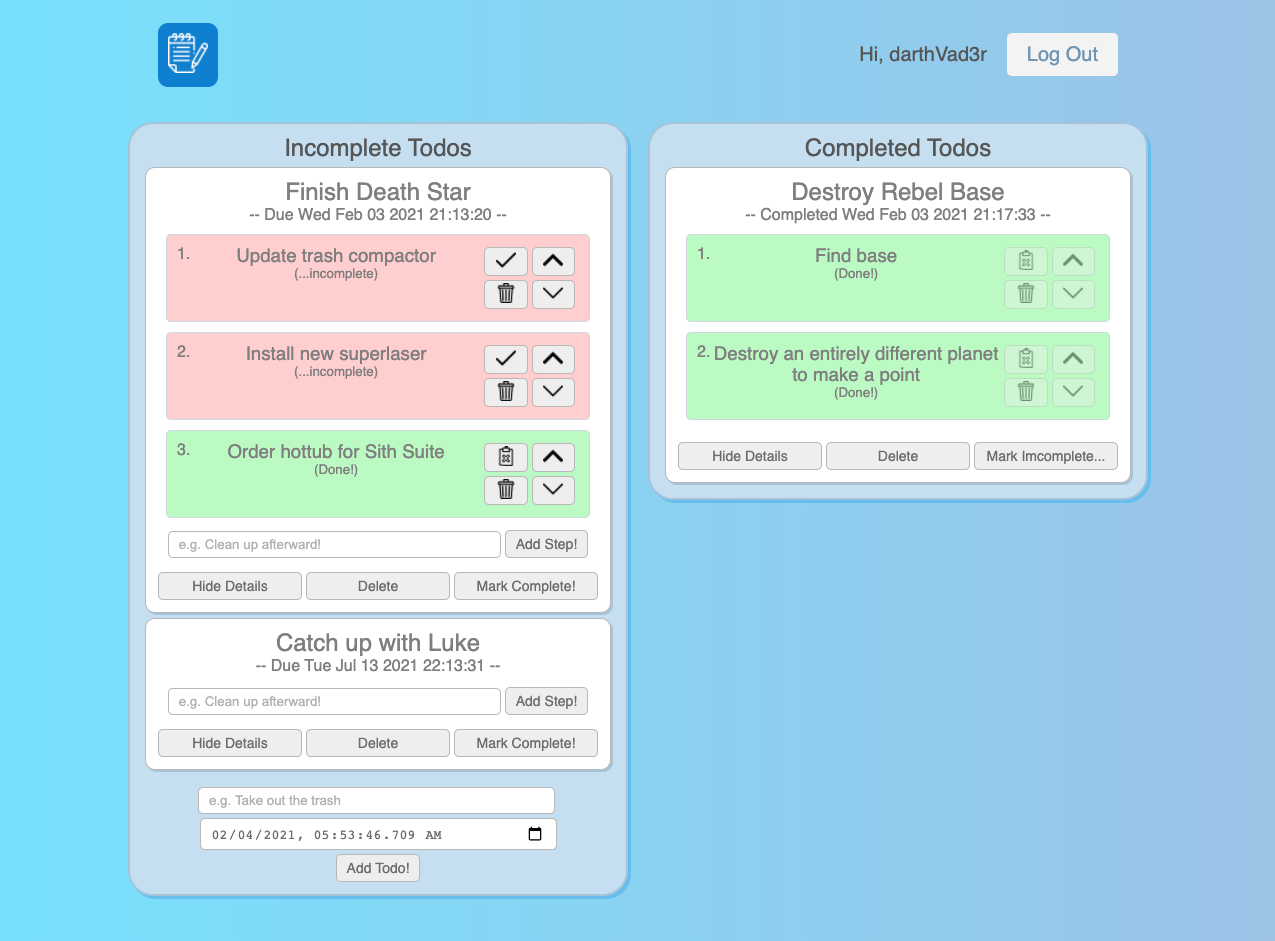 Hi, darthVad3r
Log Out
Incomplete Todos
Finish Death Star
-- Due Wed Feb 03 2021 21:13:20 --
1.
Update trash compactor
(...incomplete)
2.
Install new superlaser
(...incomplete)
3.
Order hottub for Sith Suite
(Done!)
e.g. Clean up afterward!
Add Step!
Hide Details
Delete
Mark Complete!
Catch up with Luke
-- Due Tue Jul 13 2021 22:13:31 --
e.g. Clean up afterward!
Add Step!
Hide Details
Delete
Mark Complete!
e.g. Take out the trash
02/04/2021, 05:53:46.709 AM
Add Todo!
Completed Todos
Destroy Rebel Base
-- Completed Wed Feb 03 2021 21:17:33 --
1.
Find base
(Done!)
2. Destroy an entirely different planet
to make a point
(Done!)
Hide Details
Delete
Mark Imcomplete...